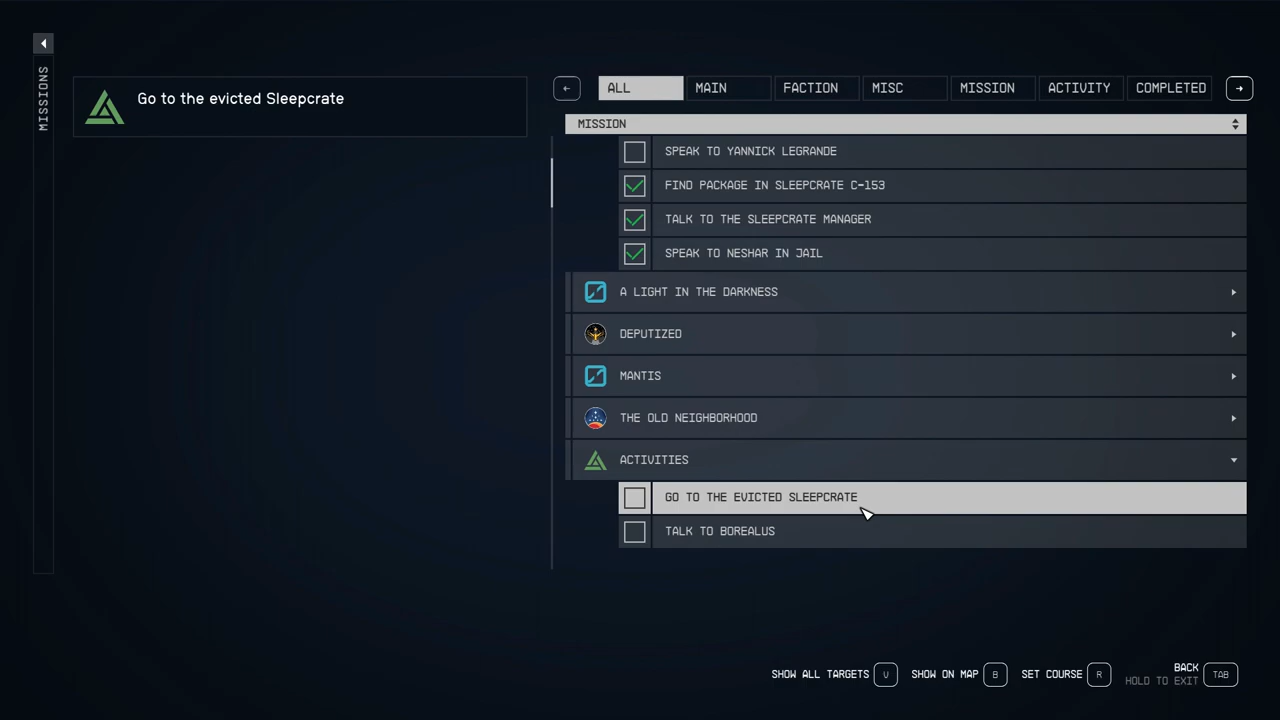 MISSIONS
Go to the evicted Sleepcrate
ALL MAIN FACTION MISC MISSION ACTIVITY COMPLETED
MISSION
SPEAK TO YANNICK LEGRANDE
FIND PACKAGE IN SLEEPCRATE C-153
TALK TO THE SLEEPCRATE MANAGER
SPEAK TO NESHAR IN JAIL
A LIGHT IN THE DARKNESS
DEPUTIZED
MANTIS
THE OLD NEIGHBORHOOD
ACTIVITIES
GO TO THE EVICTED SLEEPCRATE
TALK TO BOREALUS
SHOW ALL TARGETS V SHOW ON MAP B SET COURSE R BACK TAB
HOLD TO EXIT